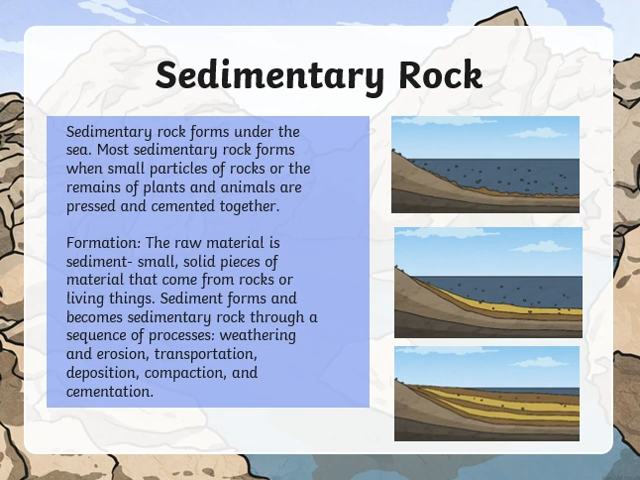 Sedimentary Rock
Sedimentary rock forms under the
sea. Most sedimentary rock forms
when small particles of rocks or the
remains of plants and animals are
pressed and cemented together.
Formation: The raw material is
sediment- small, solid pieces of
material that come from rocks or
living things. Sediment forms and
becomes sedimentary rock through a
sequence of processes: weathering
and erosion, transportation,
deposition, compaction, and
cementation.